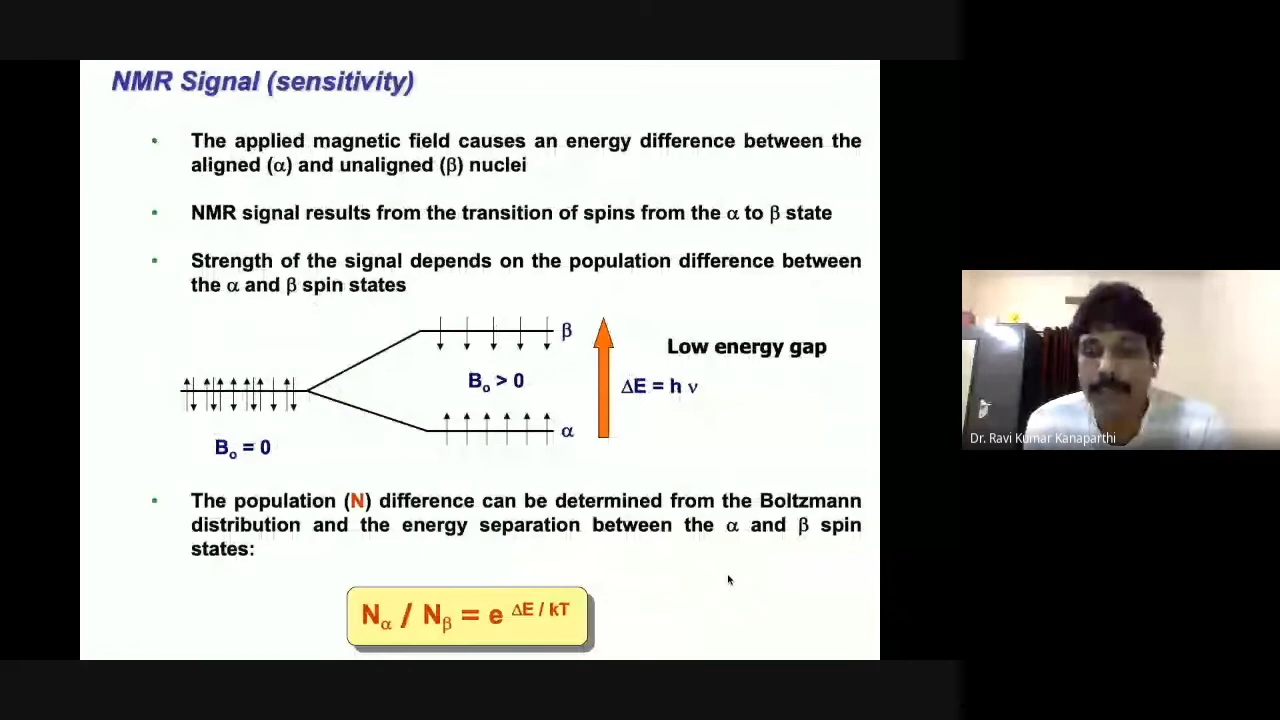 NMR Signal (sensitivity)
• The applied magnetic field causes an energy difference between the
aligned (α) and unaligned (β) nuclei
• NMR signal results from the transition of spins from the α to β state
• Strength of the signal depends on the population difference between
the α and β spin states
β
Low energy gap
Bo > 0
ΔE = h ν
α
Bo = 0
• The population (N) difference can be determined from the Boltzmann
distribution and the energy separation between the α and β spin
states:
Nα / Nβ = e ΔE / kT
Dr. Ravi Kumar Kanaparthi